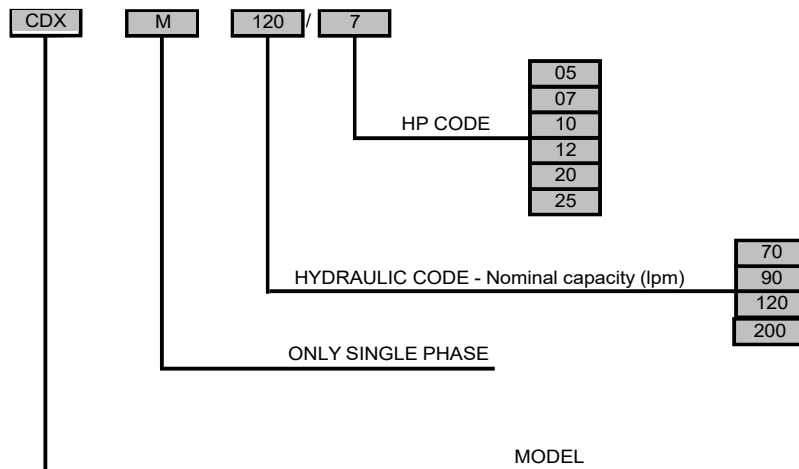 CDX M 120 / 7
05
07
HP CODE 10
12
20
25
70
HYDRAULIC CODE - Nominal capacity (lpm) 90
120
200
ONLY SINGLE PHASE
MODEL